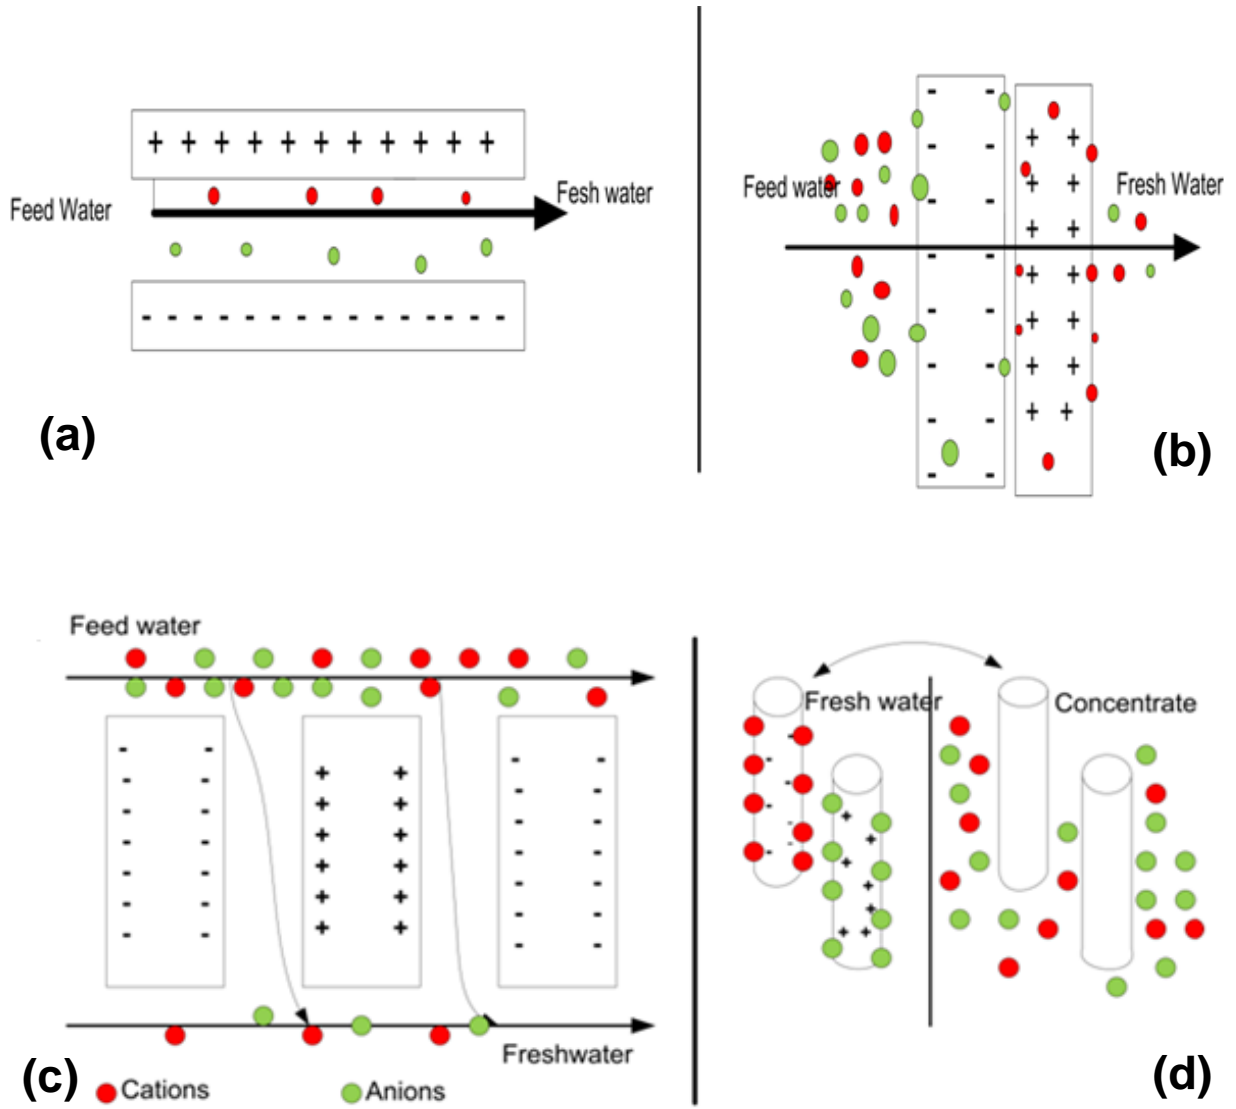 + + + + + + + + + + +
Feed Water
Fesh water
- - - - - - - - - - - - - -
(a)
Feed water
Fresh Water
(b)
Feed water
Freshwater
(c)
Cations
Anions
Fresh water
Concentrate
(d)